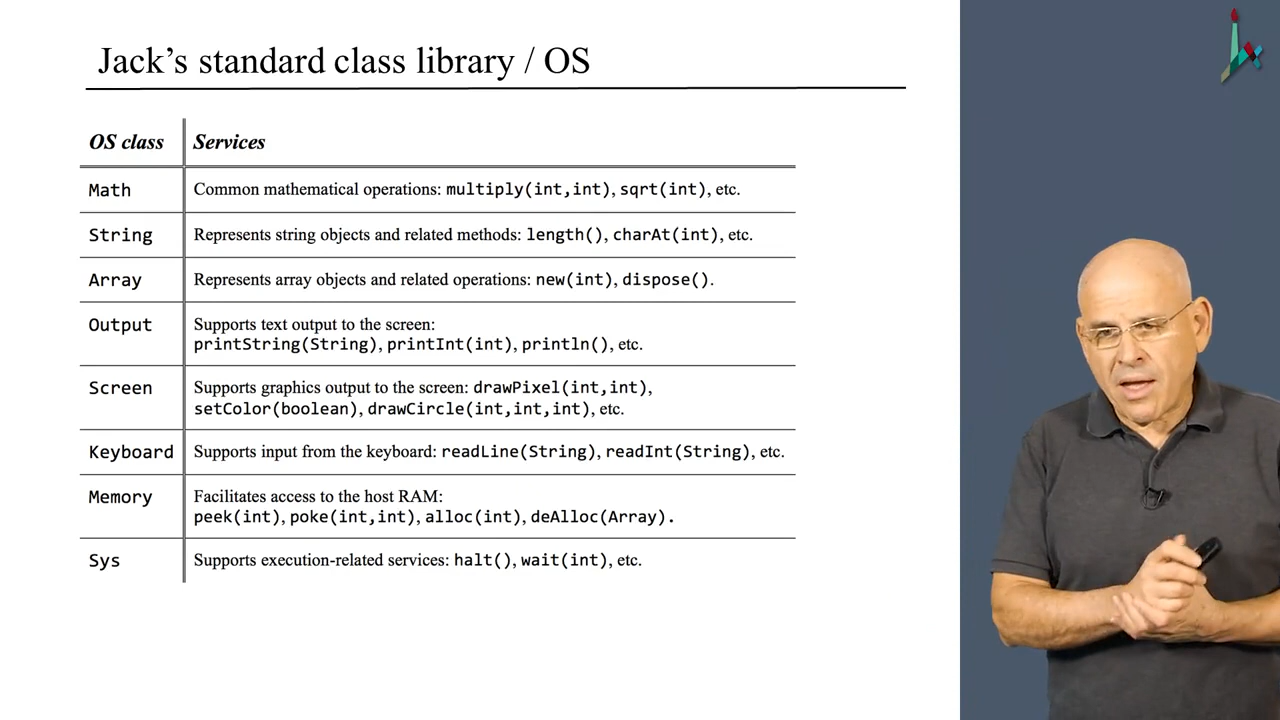 Jack’s standard class library / OS
OS class Services
Math Common mathematical operations: multiply(int,int), sqrt(int), etc.
String Represents string objects and related methods: length(), charAt(int), etc.
Array Represents array objects and related operations: new(int), dispose().
Output Supports text output to the screen:
printString(String), printInt(int), println(), etc.
Screen Supports graphics output to the screen: drawPixel(int,int),
setColor(boolean), drawCircle(int,int,int), etc.
Keyboard Supports input from the keyboard: readLine(String), readInt(String), etc.
Memory Facilitates access to the host RAM:
peek(int), poke(int,int), alloc(int), deAlloc(Array).
Sys Supports execution-related services: halt(), wait(int), etc.